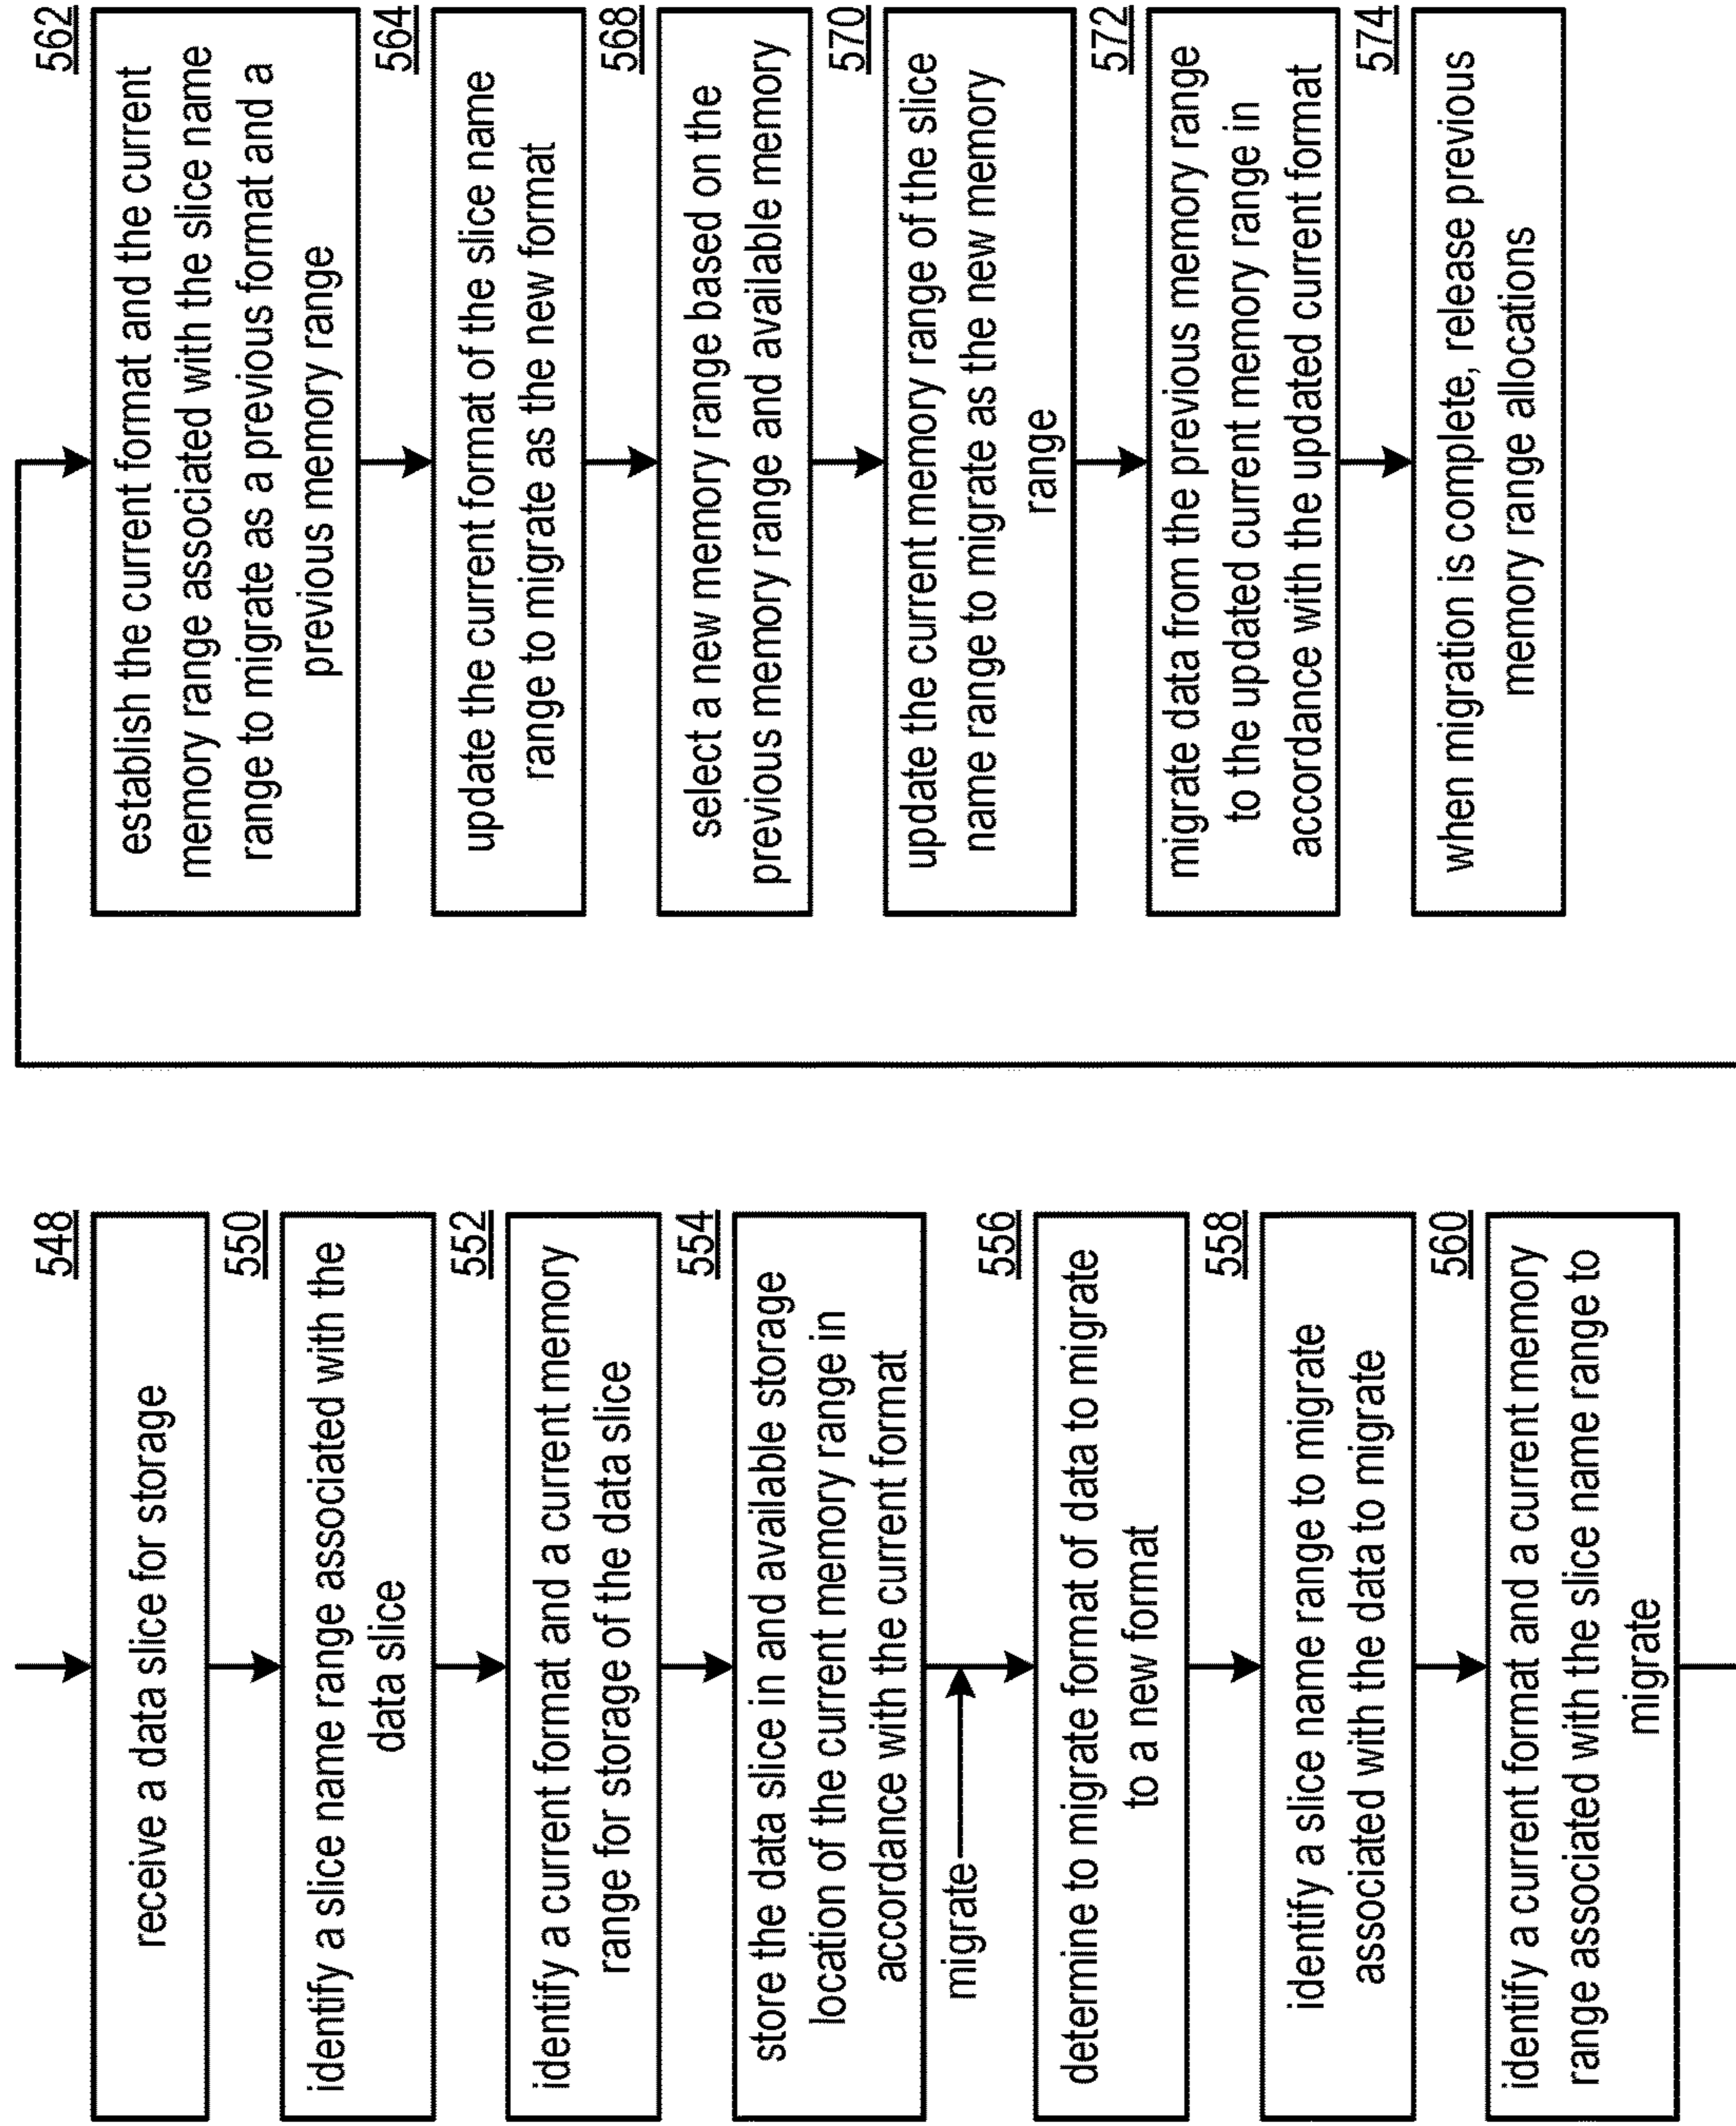 548
receive a data slice for storage
550
identify a slice name range associated with the
data slice
552
identify a current format and a current memory
range for storage of the data slice
554
store the data slice in and available storage
location of the current memory range in
accordance with the current format
migrate
556
determine to migrate format of data to migrate
to a new format
558
identify a slice name range to migrate
associated with the data to migrate
560
identify a current format and a current memory
range associated with the slice name range to
migrate
562
establish the current format and the current
memory range associated with the slice name
range to migrate as a previous format and a
previous memory range
564
update the current format of the slice name
range to migrate as the new format
568
select a new memory range based on the
previous memory range and available memory
570
update the current memory range of the slice
name range to migrate as the new memory
range
572
migrate data from the previous memory range
to the updated current memory range in
accordance with the updated current format
574
when migration is complete, release previous
memory range allocations